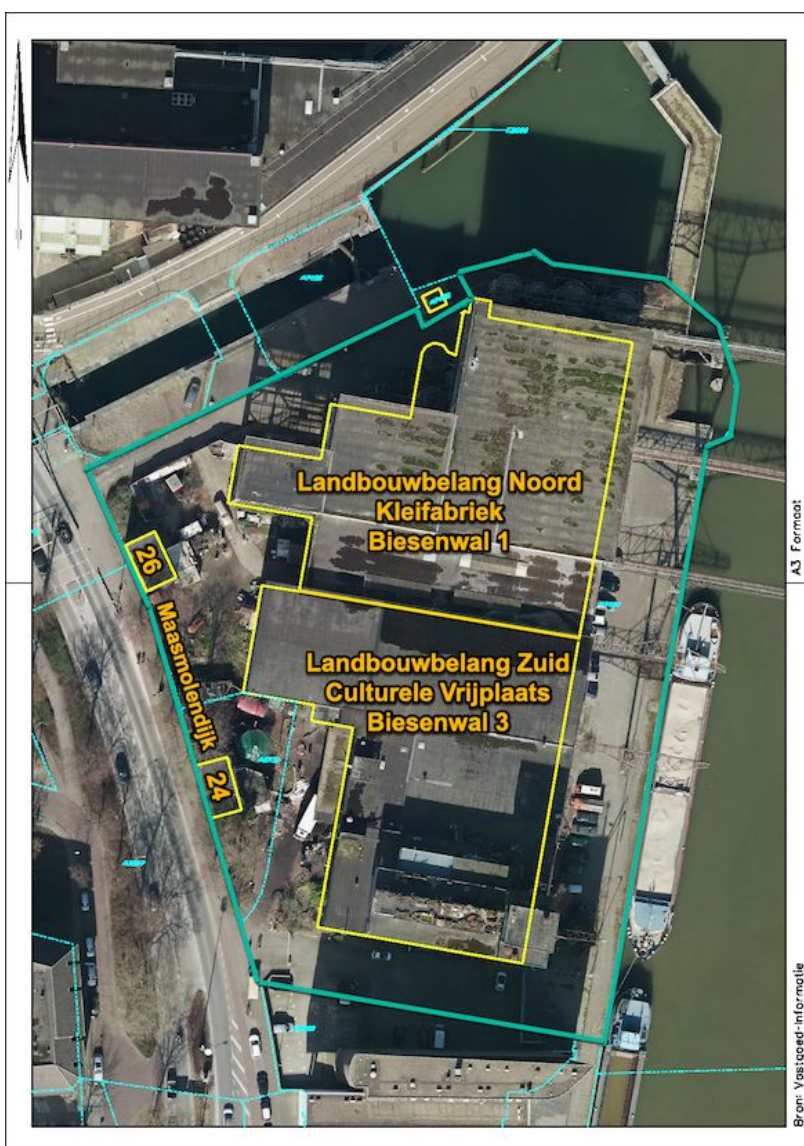 Landbouwbelang Noord
Kleifabriek
Biesenwal 1
26
Maasmolendijk
Landbouwbelang Zuid
Culturele Vrijplaats
Biesenwal 3
24
A3 Formaat
Bron: Vastgoed-Informatie